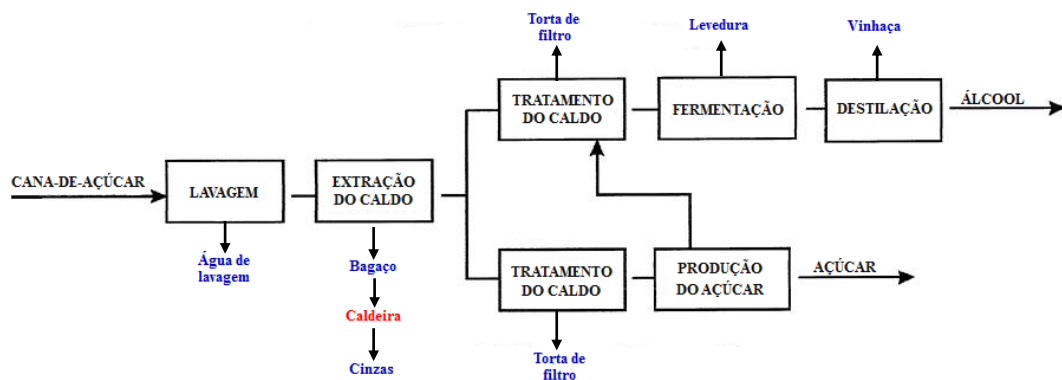 Torta de
filtro
Levedura
Vinhaça
TRATAMENTO
DO CALDO
FERMENTAÇÃO
DESTILAÇÃO
ÁLCOOL
CANA-DE-AÇÚCAR
LAVAGEM
EXTRAÇÃO
DO CALDO
Água de
lavagem
Bagaço
Caldeira
Cinzas
TRATAMENTO
DO CALDO
PRODUÇÃO
DO AÇÚCAR
AÇÚCAR
Torta de
filtro